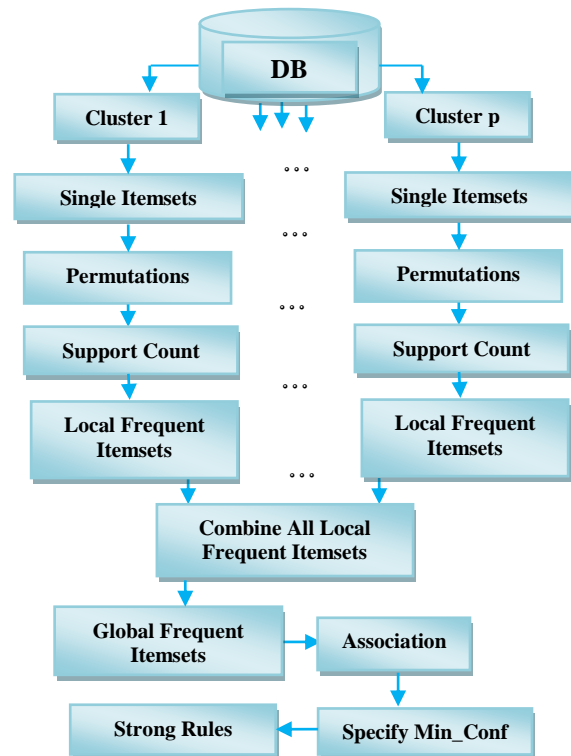 DB
Cluster 1
Cluster p
...
Single Itemsets
Single Itemsets
...
Permutations
Permutations
...
Support Count
Support Count
...
Local Frequent
Itemsets
Local Frequent
Itemsets
...
Combine All Local
Frequent Itemsets
Global Frequent
Itemsets
Association
Strong Rules
Specify Min_Conf